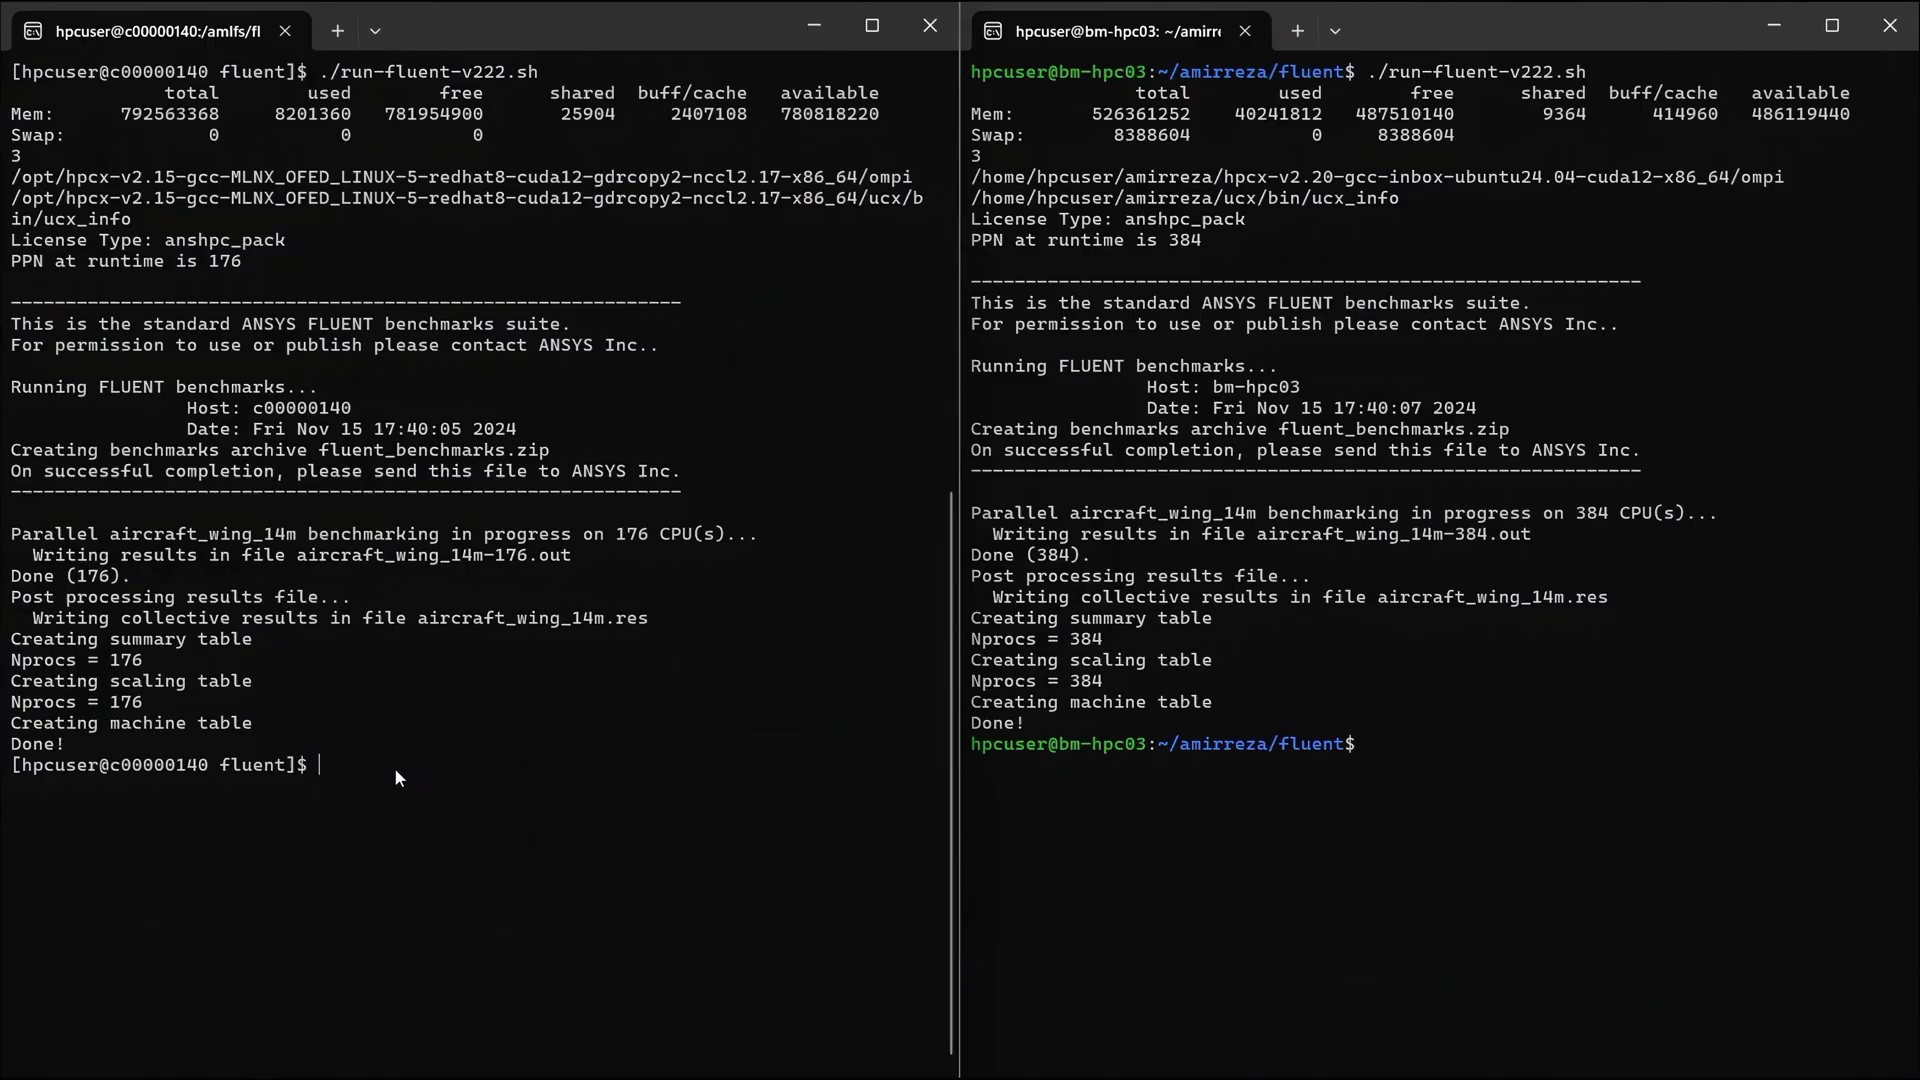 hpcuser@c00000140:/amlfs/fl
[hpcuser@c00000140 fluent]$ ./run-fluent-v222.sh
total used free shared buff/cache available
Mem: 792563368 8201360 781954900 25904 2407108 780818220
Swap: 0 0 0
3
/opt/hpcx-v2.15-gcc-MLNX_OFED_LINUX-5-redhat8-cuda12-gdrcopy2-nccl2.17-x86_64/ompi
/opt/hpcx-v2.15-gcc-MLNX_OFED_LINUX-5-redhat8-cuda12-gdrcopy2-nccl2.17-x86_64/ucx/b
in/ucx_info
License Type: anshpc_pack
PPN at runtime is 176
-------------------------------------------------------------
This is the standard ANSYS FLUENT benchmarks suite.
For permission to use or publish please contact ANSYS Inc..
Running FLUENT benchmarks...
Host: c00000140
Date: Fri Nov 15 17:40:05 2024
Creating benchmarks archive fluent_benchmarks.zip
On successful completion, please send this file to ANSYS Inc.
-------------------------------------------------------------
Parallel aircraft_wing_14m benchmarking in progress on 176 CPU(s)...
Writing results in file aircraft_wing_14m-176.out
Done (176).
Post processing results file...
Writing collective results in file aircraft_wing_14m.res
Creating summary table
Nprocs = 176
Creating scaling table
Nprocs = 176
Creating machine table
Done!
[hpcuser@c00000140 fluent]$
hpcuser@bm-hpc03: ~/amirre
hpcuser@bm-hpc03:~/amirreza/fluent$ ./run-fluent-v222.sh
total used free shared buff/cache available
Mem: 526361252 40241812 487510140 9364 414960 486119440
Swap: 8388604 0 8388604
3
/home/hpcuser/amirreza/hpcx-v2.20-gcc-inbox-ubuntu24.04-cuda12-x86_64/ompi
/home/hpcuser/amirreza/ucx/bin/ucx_info
License Type: anshpc_pack
PPN at runtime is 384
-------------------------------------------------------------
This is the standard ANSYS FLUENT benchmarks suite.
For permission to use or publish please contact ANSYS Inc..
Running FLUENT benchmarks...
Host: bm-hpc03
Date: Fri Nov 15 17:40:07 2024
Creating benchmarks archive fluent_benchmarks.zip
On successful completion, please send this file to ANSYS Inc.
-------------------------------------------------------------
Parallel aircraft_wing_14m benchmarking in progress on 384 CPU(s)...
Writing results in file aircraft_wing_14m-384.out
Done (384).
Post processing results file...
Writing collective results in file aircraft_wing_14m.res
Creating summary table
Nprocs = 384
Creating scaling table
Nprocs = 384
Creating machine table
Done!
hpcuser@bm-hpc03:~/amirreza/fluent$